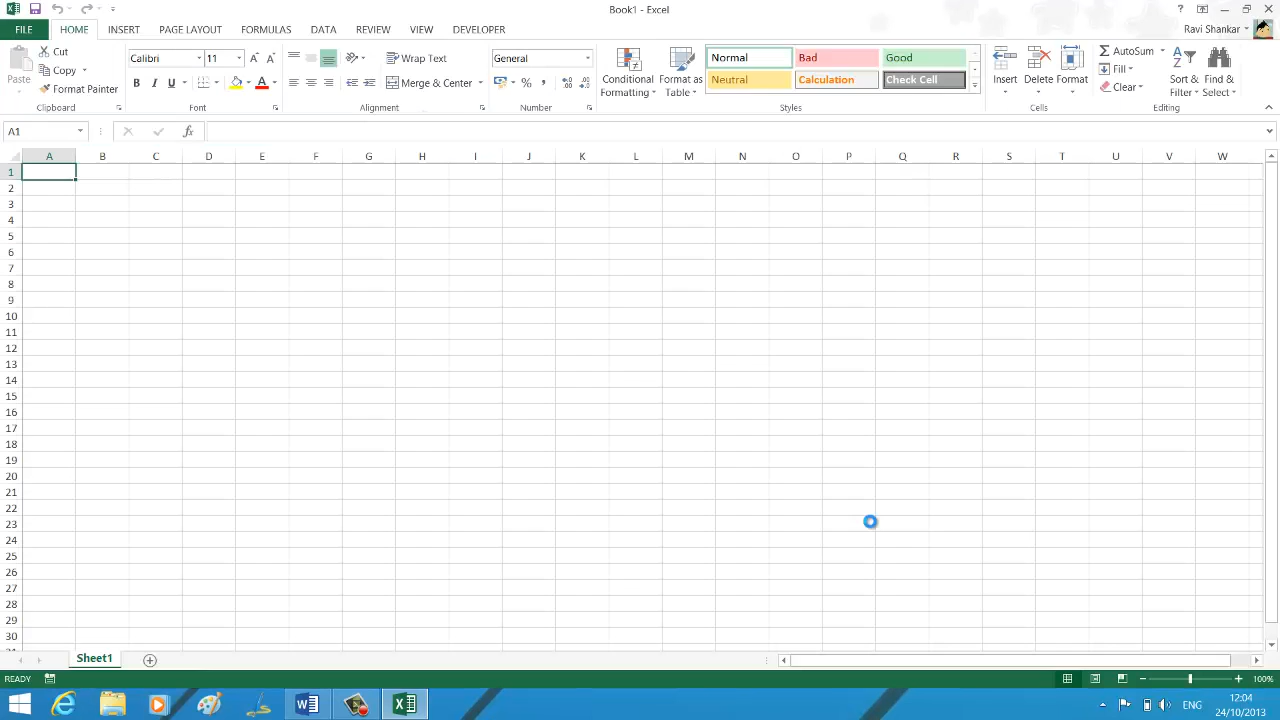 Book1 - Excel
FILE HOME INSERT PAGE LAYOUT FORMULAS DATA REVIEW VIEW DEVELOPER Ravi Shankar
Cut
Copy
Format Painter
Paste
Clipboard
Calibri 11
B I U
Font
Wrap Text
Merge & Center
Alignment
General
%
Number
Conditional Formatting
Format as Table
Normal Bad Good
Neutral Calculation Check Cell
Styles
Insert Delete Format
Cells
AutoSum
Fill
Clear
Sort & Filter
Find & Select
Editing
A1 fx
A B C D E F G H I J K L M N O P Q R S T U V W
1
2
3
4
5
6
7
8
9
10
11
12
13
14
15
16
17
18
19
20
21
22
23
24
25
26
27
28
29
30
Sheet1
READY 100%
ENG
12:04
24/10/2013